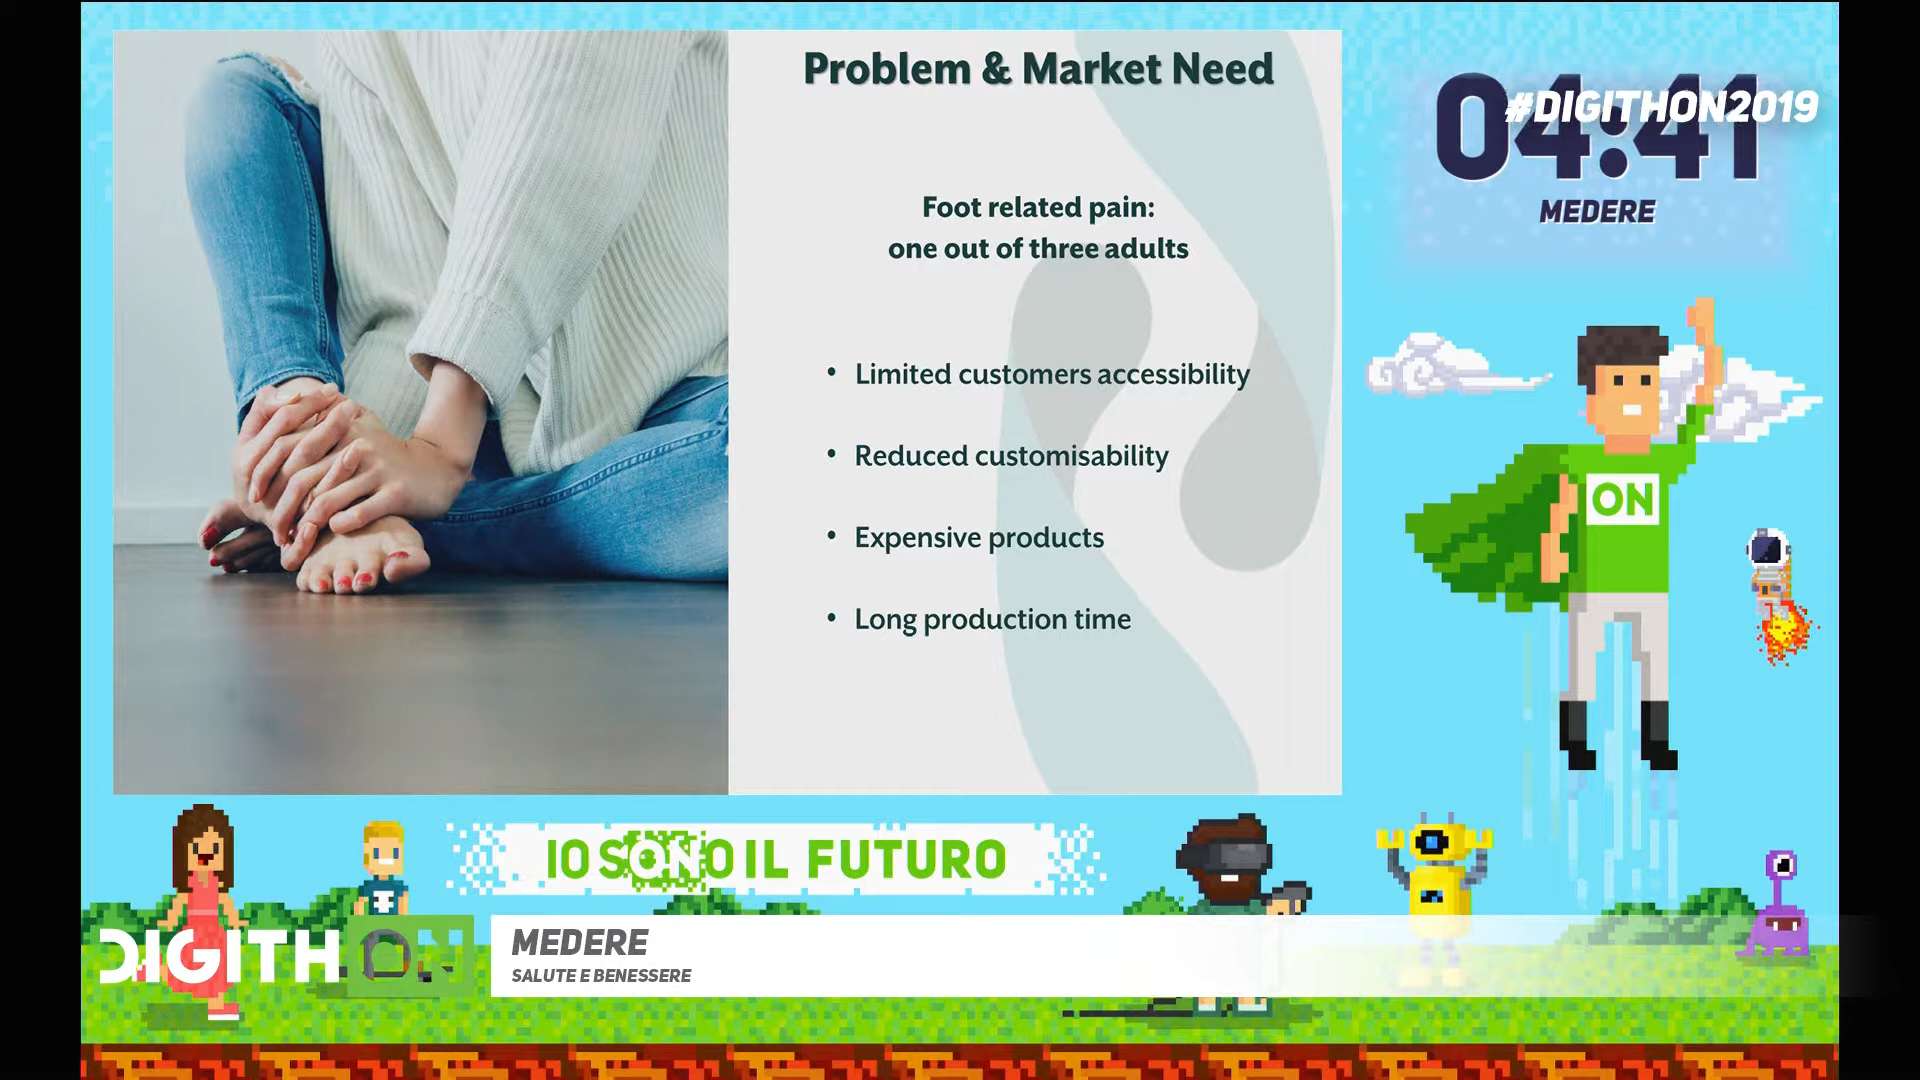 Problem & Market Need
Foot related pain:
one out of three adults
• Limited customers accessibility
• Reduced customisability
• Expensive products
• Long production time
#DIGITHON2019
04:41
MEDERE
ON
IO SONO IL FUTURO
DIGITHON
MEDERE
SALUTE E BENESSERE